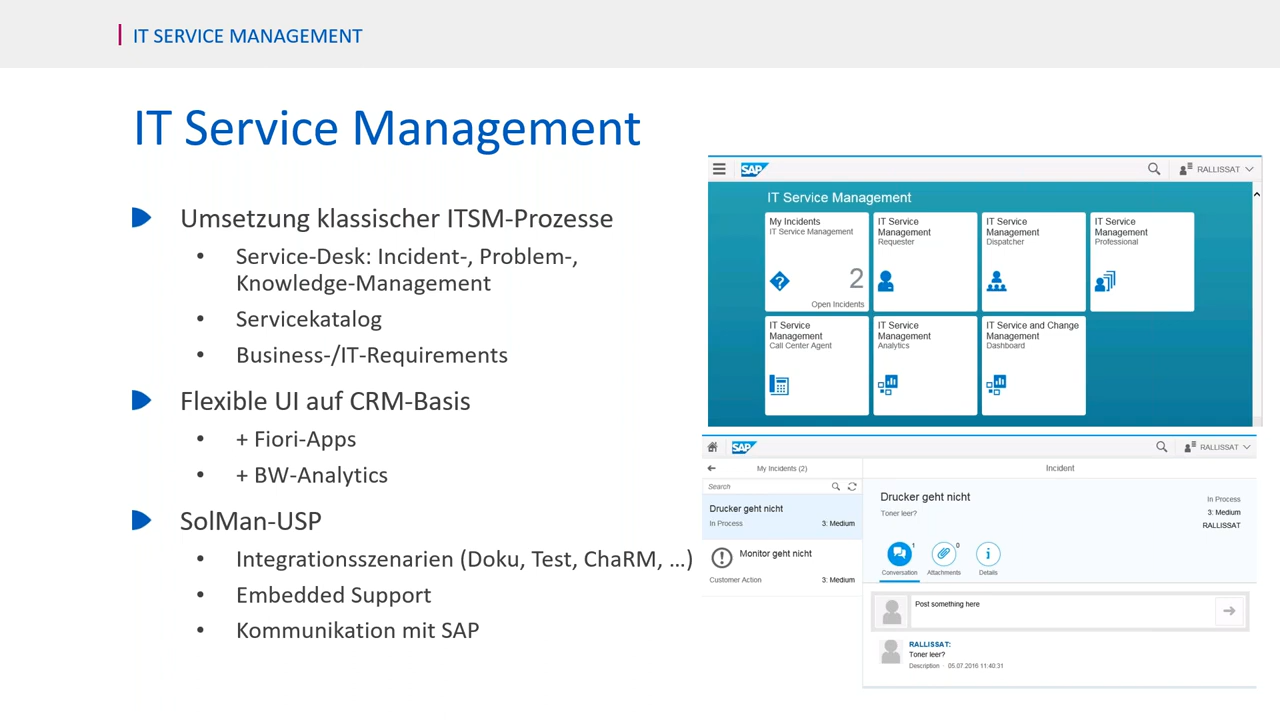 IT SERVICE MANAGEMENT
IT Service Management
Umsetzung klassischer ITSM-Prozesse
• Service-Desk: Incident-, Problem-,
Knowledge-Management
• Servicekatalog
• Business-/IT-Requirements
Flexible UI auf CRM-Basis
• + Fiori-Apps
• + BW-Analytics
SolMan-USP
• Integrationsszenarien (Doku, Test, ChaRM, ...)
• Embedded Support
• Kommunikation mit SAP
SAP
RALLISSAT
IT Service Management
My Incidents
IT Service Management
2
Open Incidents
IT Service
Management
Requester
IT Service
Management
Dispatcher
IT Service
Management
Professional
IT Service
Management
Call Center Agent
IT Service
Management
Analytics
IT Service and Change
Management
Dashboard
SAP
RALLISSAT
My Incidents (2)
Search
Drucker geht nicht
In Process
3: Medium
Monitor geht nicht
Customer Action
3: Medium
Incident
Drucker geht nicht
Toner leer?
In Process
3: Medium
RALLISSAT
1
Conversation
0
Attachments
Details
Post something here
RALLISSAT:
Toner leer?
Description · 05.07.2016 11:40:31